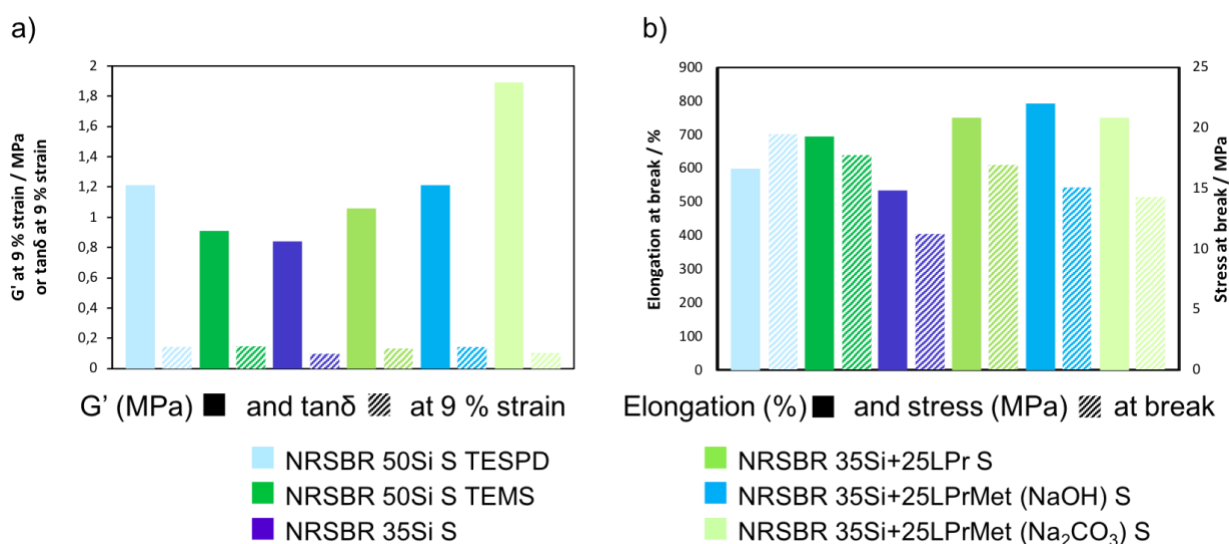 a)
G' at 9 % strain / MPa
or tanδ at 9 % strain
2
1,8
1,6
1,4
1,2
1
0,8
0,6
0,4
0,2
0
G' (MPa) and tanδ at 9 % strain
b)
Elongation at break / %
900
800
700
600
500
400
300
200
100
0
25
20
15
10
5
0
Stress at break / MPa
Elongation (%) and stress (MPa) at break
NRSBR 50Si S TESPD
NRSBR 50Si S TEMS
NRSBR 35Si S
NRSBR 35Si+25LPr S
NRSBR 35Si+25LPrMet (NaOH) S
NRSBR 35Si+25LPrMet (Na₂CO₃) S